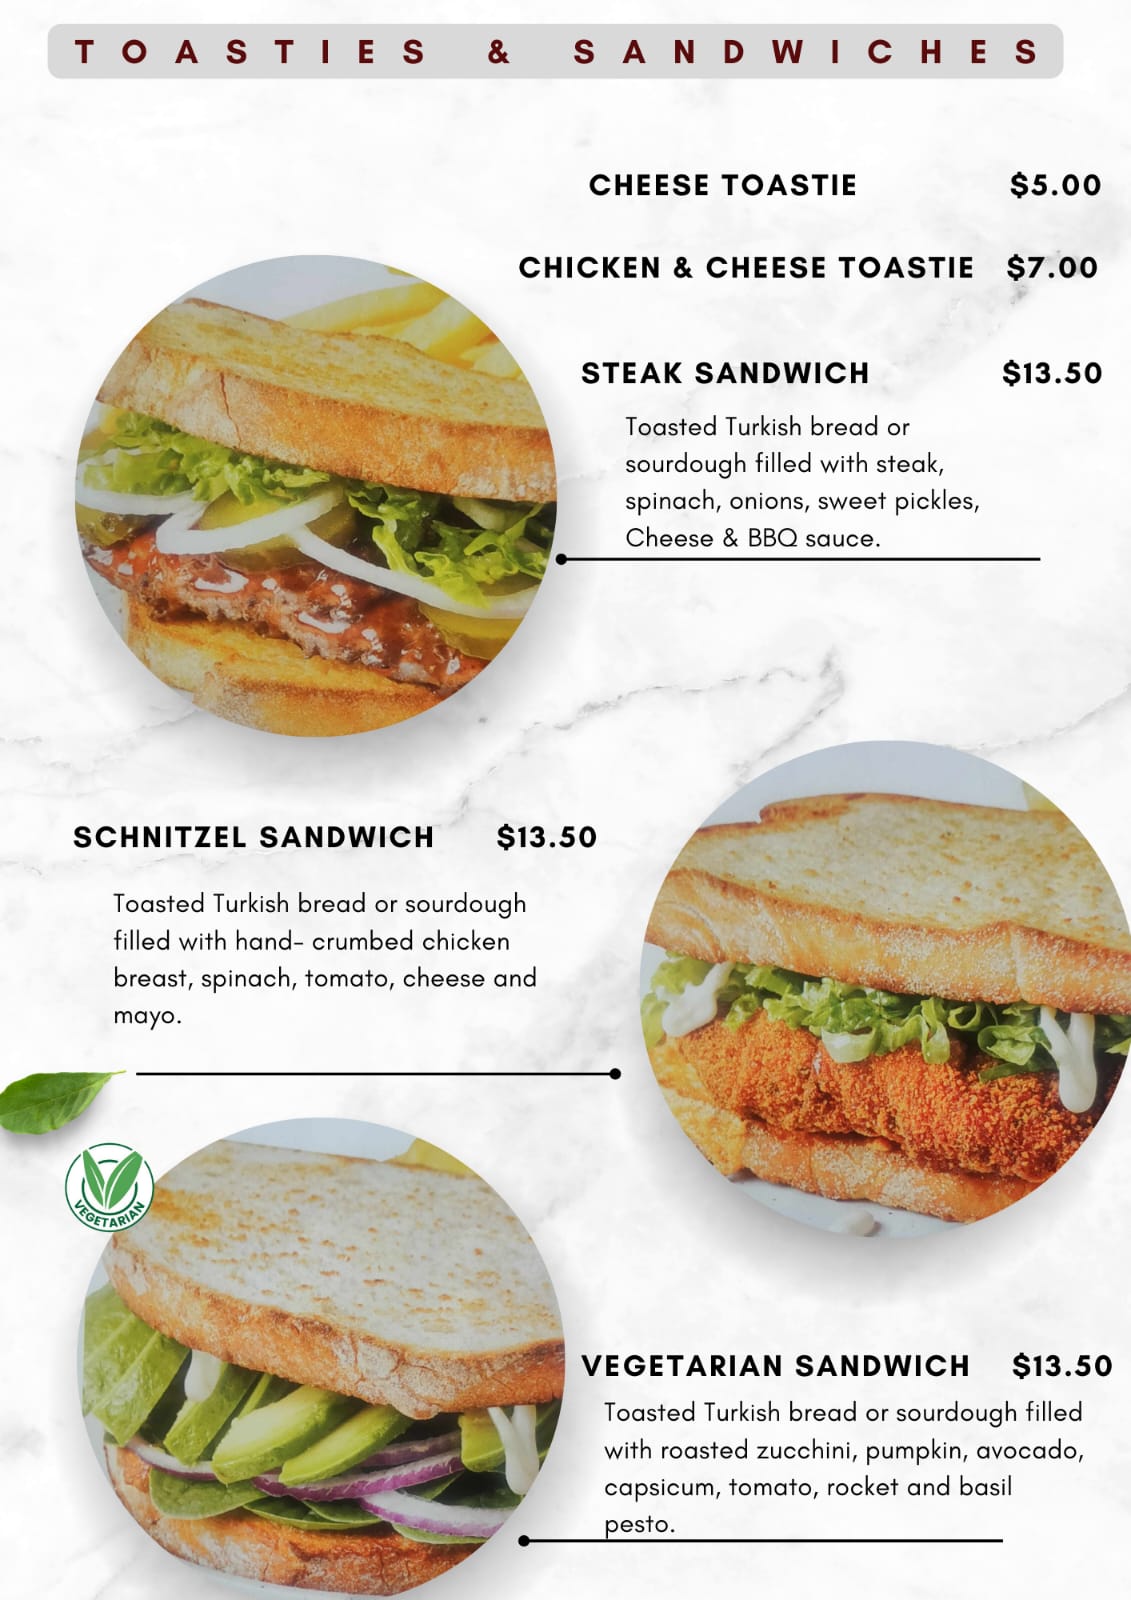 TOASTIES & SANDWICHES
CHEESE TOASTIE $5.00
CHICKEN & CHEESE TOASTIE $7.00
STEAK SANDWICH $13.50
Toasted Turkish bread or
sourdough filled with steak,
spinach, onions, sweet pickles,
Cheese & BBQ sauce.
SCHNITZEL SANDWICH $13.50
Toasted Turkish bread or sourdough
filled with hand- crumbed chicken
breast, spinach, tomato, cheese and
mayo.
VEGETARIAN
VEGETARIAN SANDWICH $13.50
Toasted Turkish bread or sourdough filled
with roasted zucchini, pumpkin, avocado,
capsicum, tomato, rocket and basil
pesto.